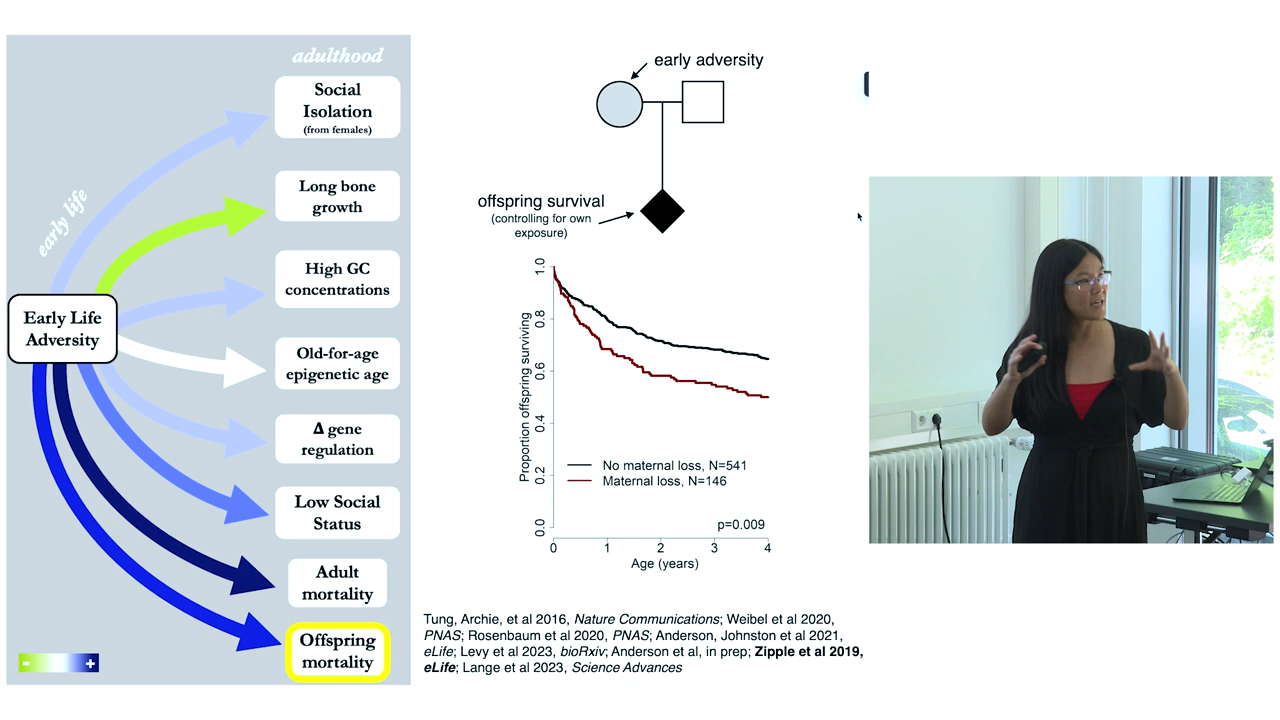 adulthood
Social
Isolation
(from females)
early life
Long bone
growth
High GC
concentrations
Early Life
Adversity
Old-for-age
epigenetic age
Δ gene
regulation
Low Social
Status
Adult
mortality
Offspring
mortality
-
+
early adversity
offspring survival
(controlling for own
exposure)
Proportion offspring surviving
1.0
0.8
0.6
0.4
0.2
0.0
No maternal loss, N=541
Maternal loss, N=146
p=0.009
0 1 2 3 4
Age (years)
Tung, Archie, et al 2016, Nature Communications; Weibel et al 2020,
PNAS; Rosenbaum et al 2020, PNAS; Anderson, Johnston et al 2021,
eLife; Levy et al 2023, bioRxiv; Anderson et al, in prep; Zipple et al 2019,
eLife; Lange et al 2023, Science Advances